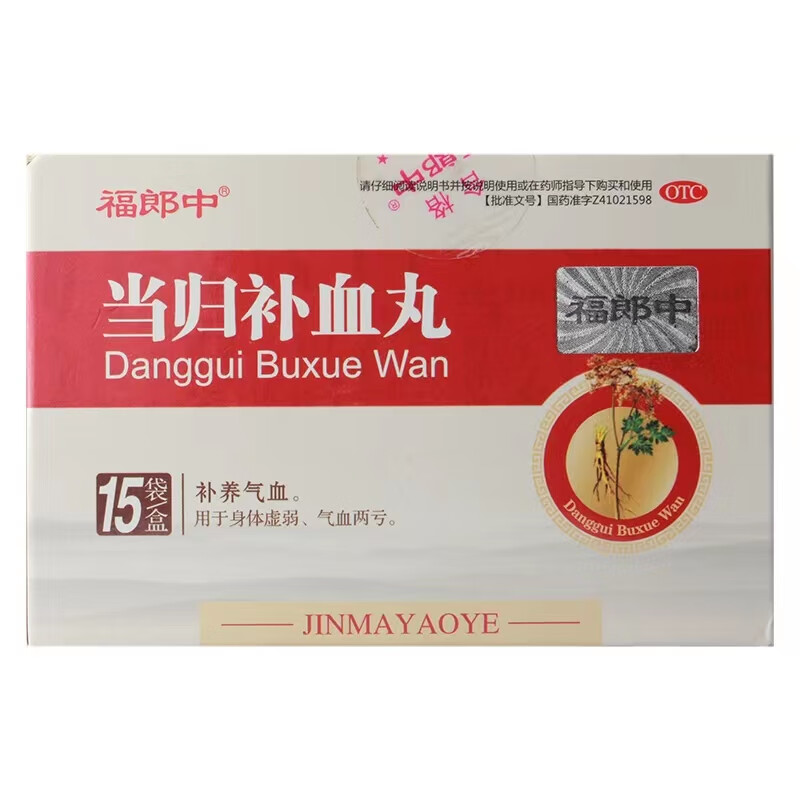 福郎中®
合格
郎中®
请仔细阅读说明书并按说明使用或在药师指导下购买和使用
【批准文号】国药准字Z41021598
OTC
当归补血丸
Danggui Buxue Wan
福郎中
15袋/盒
补养气血。
用于身体虚弱、气血两亏。
Danggui Buxue Wan
JINMAYAOYE